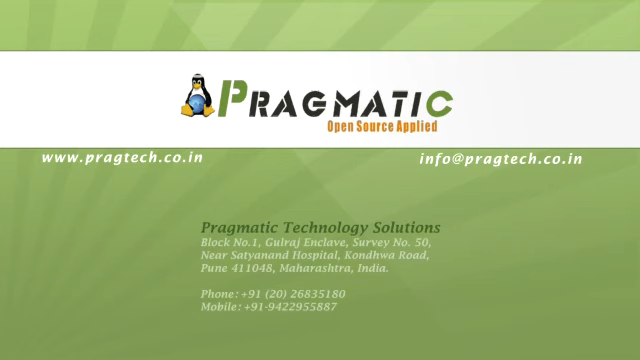 PRAGMATIC
Open Source Applied
www.pragtech.co.in
info@pragtech.co.in
Pragmatic Technology Solutions
Block No.1, Gulraj Enclave, Survey No. 50,
Near Satyanand Hospital, Kondhwa Road,
Pune 411048, Maharashtra, India.
Phone: +91 (20) 26835180
Mobile: +91-9422955887